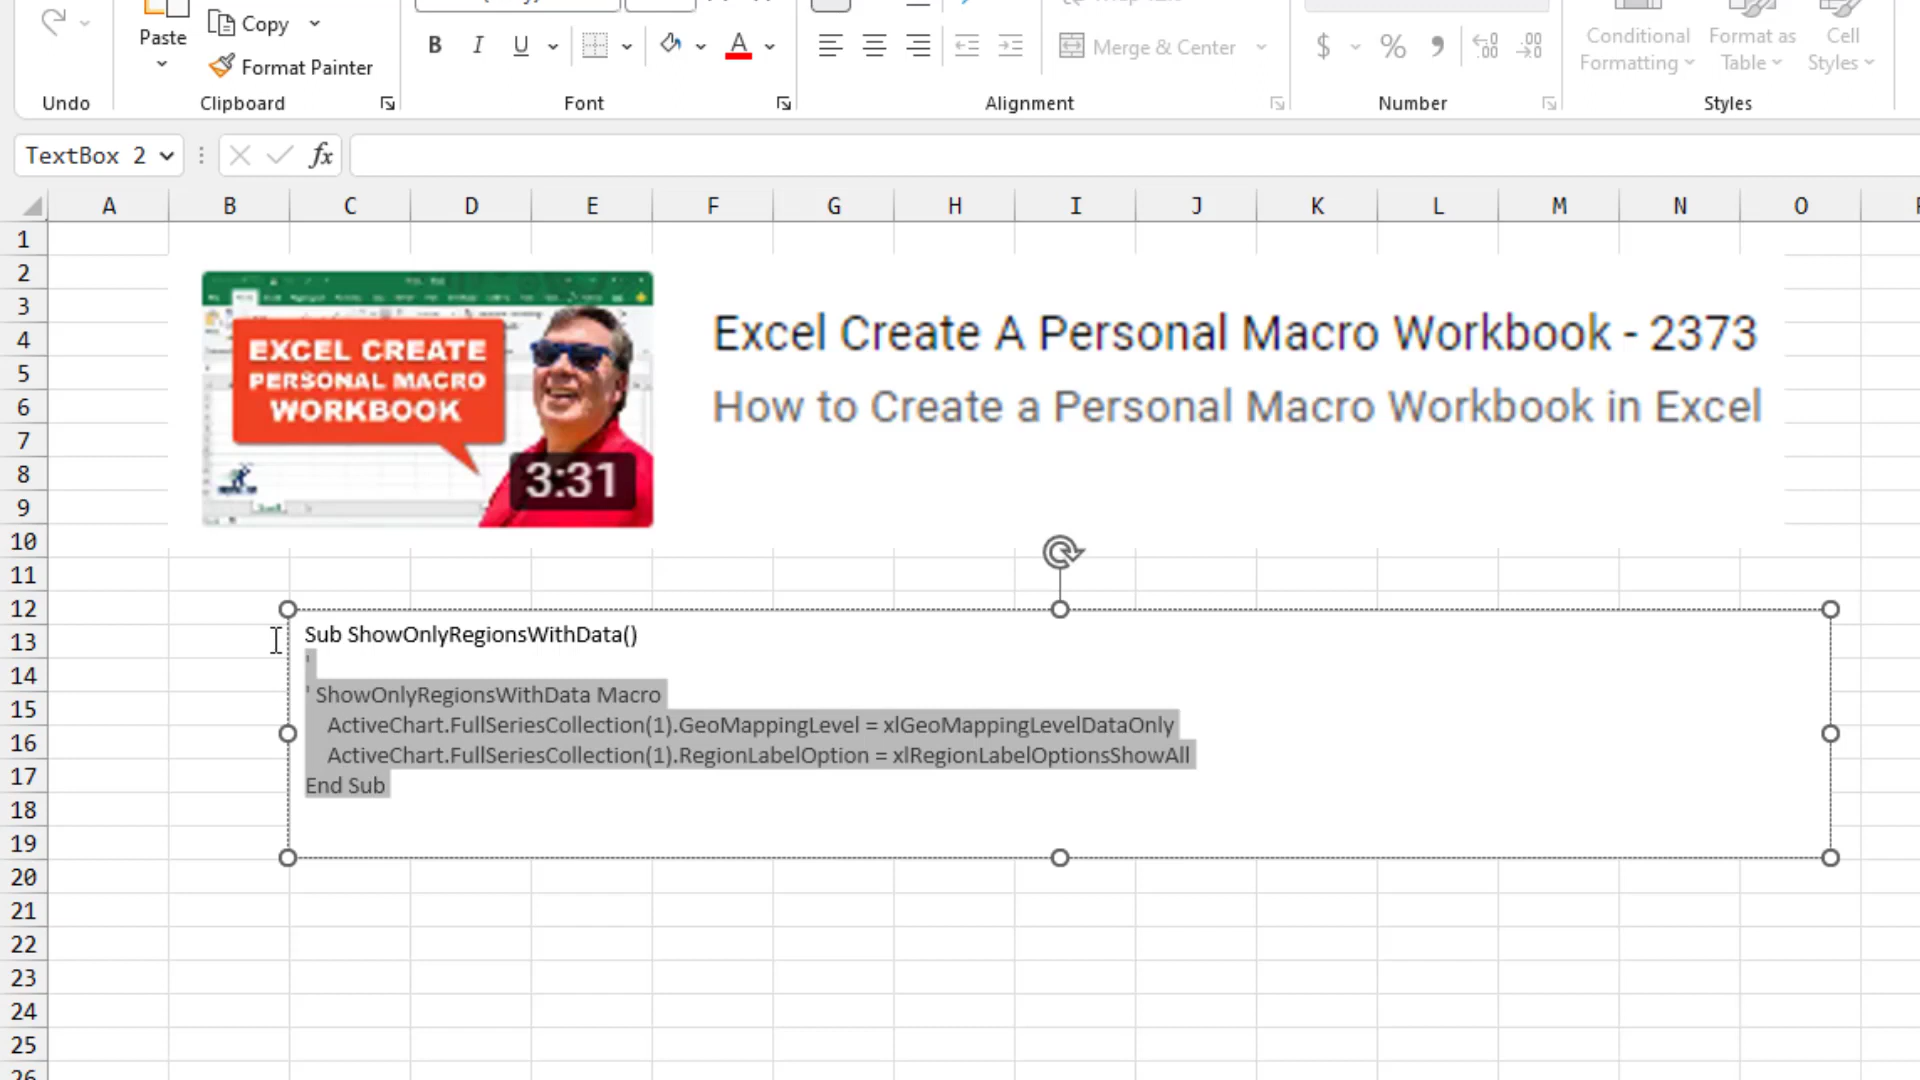 Paste
Copy
Format Painter
B I U
A
Merge & Center
$ % 9
Conditional Formatting
Format as Table
Cell Styles
Undo
Clipboard
Font
Alignment
Number
Styles
TextBox 2
fx
A B C D E F G H I J K L M N O
1
2
3
4
5
6
7
8
9
10
11
12
13
14
15
16
17
18
19
20
21
22
23
24
25
26
EXCEL CREATE
PERSONAL MACRO
WORKBOOK
3:31
Excel Create A Personal Macro Workbook - 2373
How to Create a Personal Macro Workbook in Excel
Sub ShowOnlyRegionsWithData()
'
' ShowOnlyRegionsWithData Macro
ActiveChart.FullSeriesCollection(1).GeoMappingLevel = xlGeoMappingLevelDataOnly
ActiveChart.FullSeriesCollection(1).RegionLabelOption = xlRegionLabelOptionsShowAll
End Sub